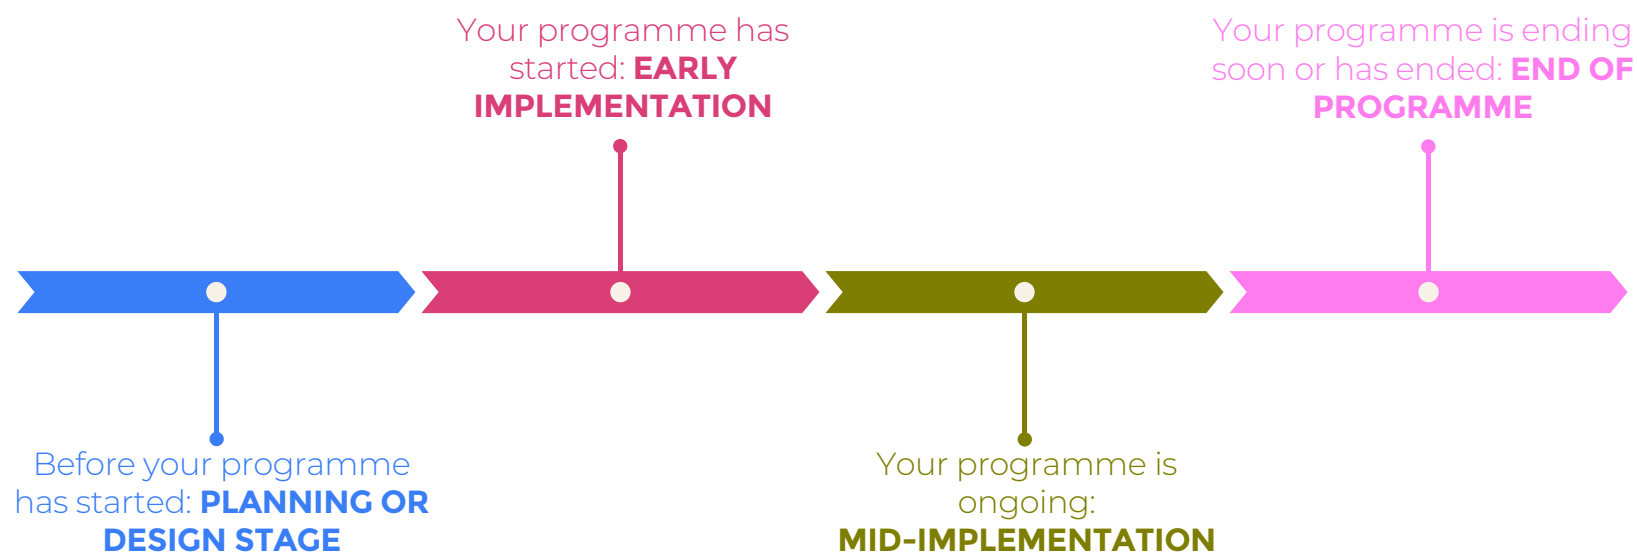 Your programme has
started: EARLY
IMPLEMENTATION
Your programme is ending
soon or has ended: END OF
PROGRAMME
Before your programme
has started: PLANNING OR
DESIGN STAGE
Your programme is
ongoing:
MID-IMPLEMENTATION